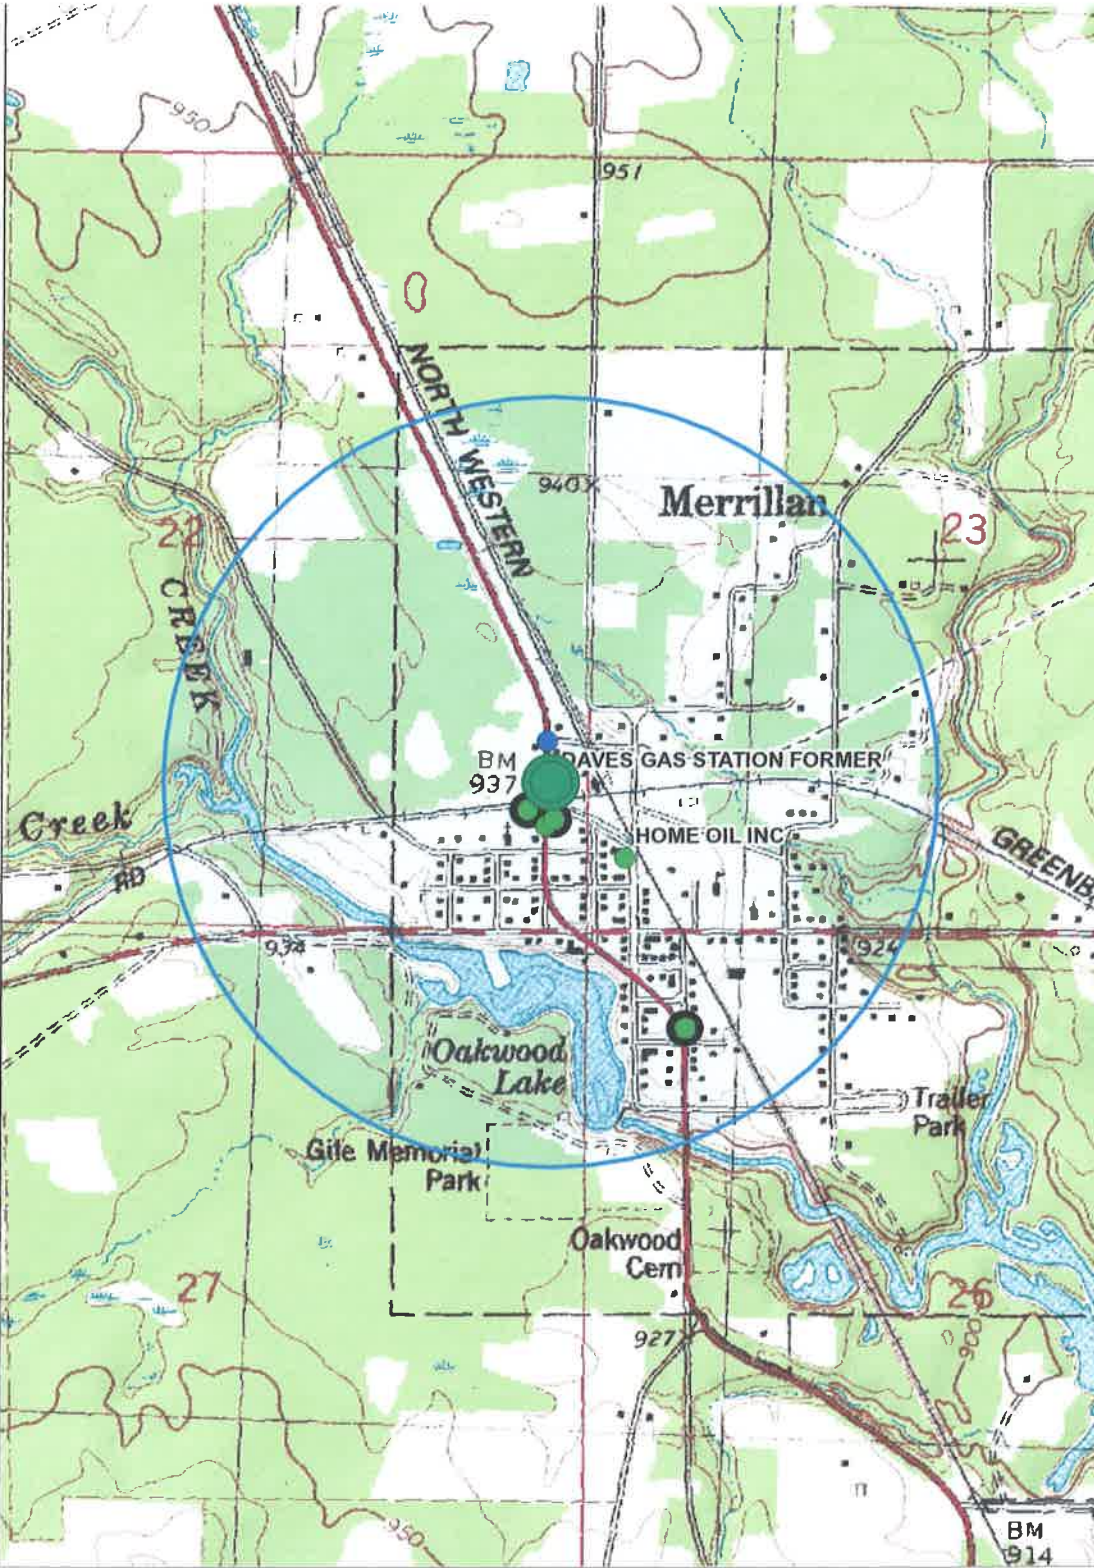 950
951
NORTH WESTERN
940
Merrillan
22
23
CREEK
BM
937
DAVES GAS STATION FORMER
Creek
HOME OIL INC
RD
GREENB
934
924
Oakwood
Lake
Trailer
Park
Gile Memorial
Park
Oakwood
Cem
27
26
927
900
950
BM
914